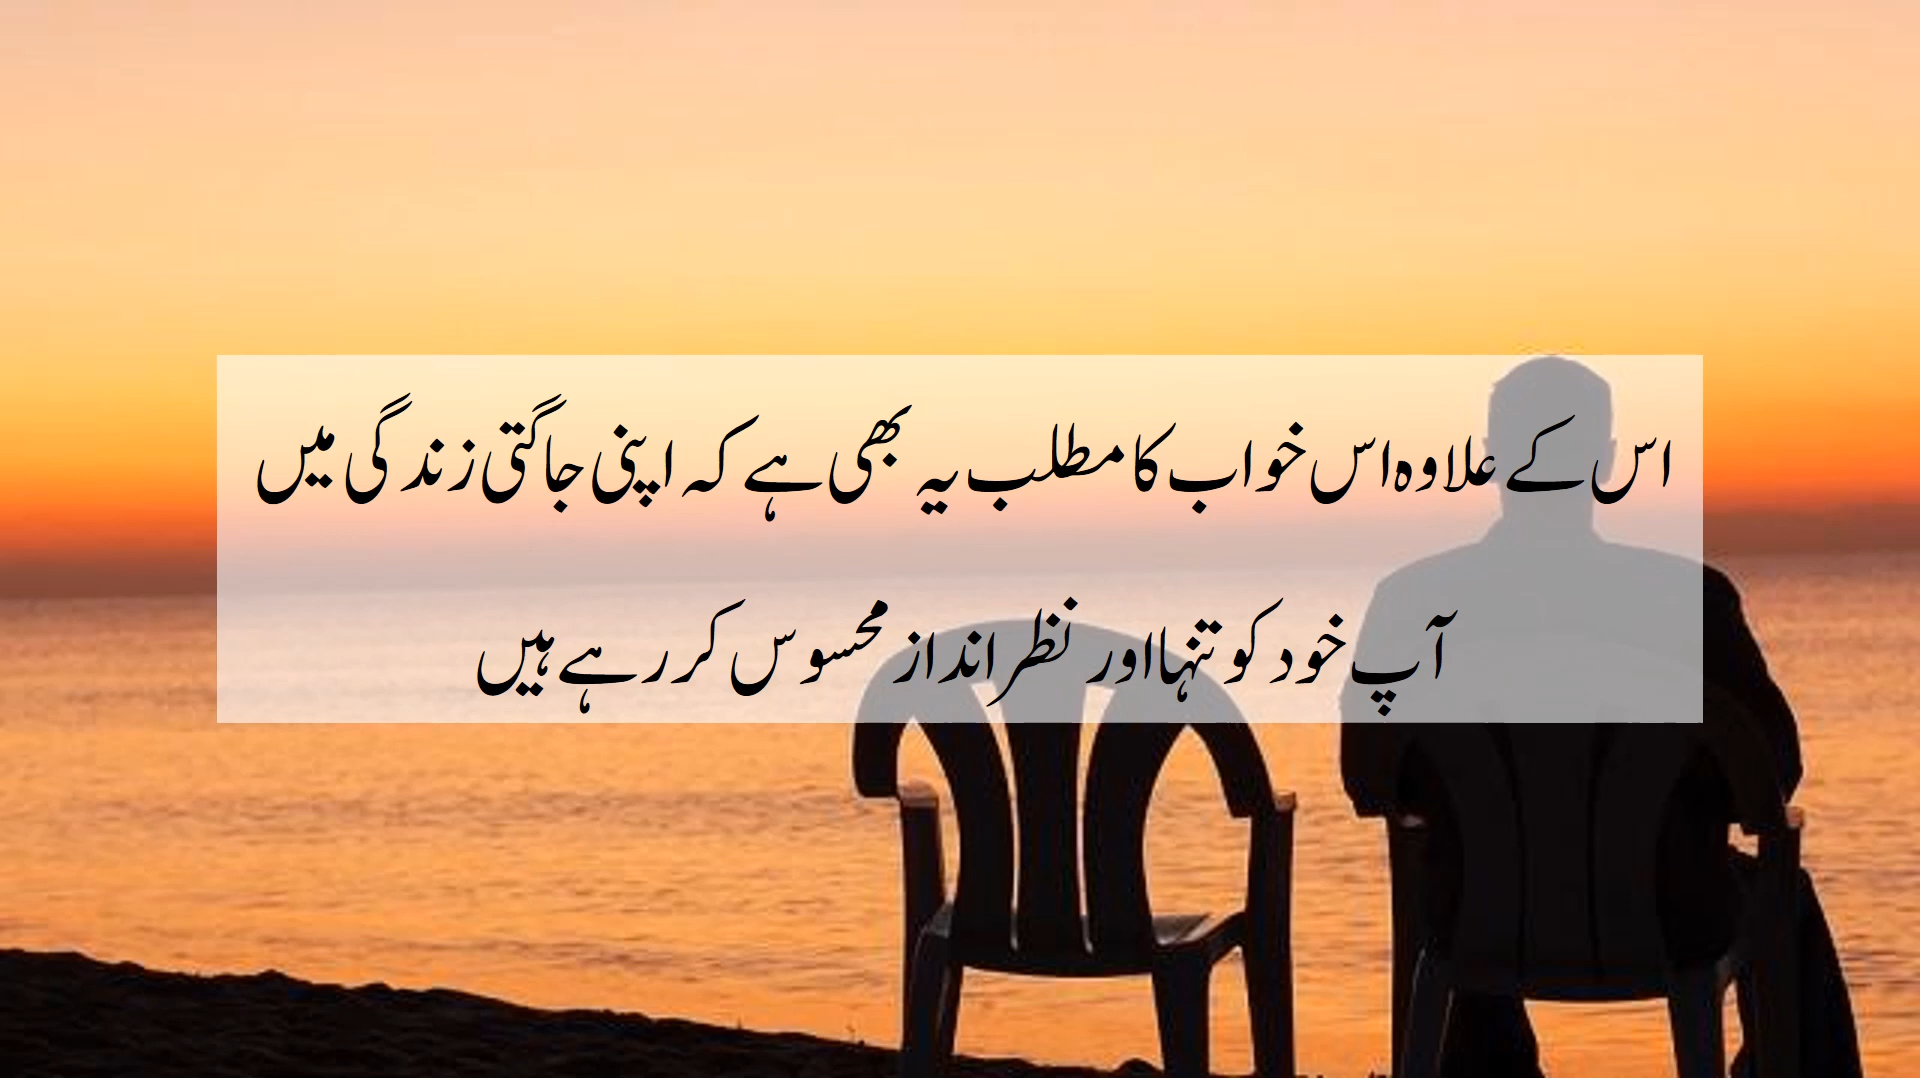 اس کے علاوہ اس خواب کا مطلب یہ بھی ہے کہ اپنی جاگتی زندگی میں
آپ خود کو تنہا اور نظر انداز محسوس کر رہے ہیں